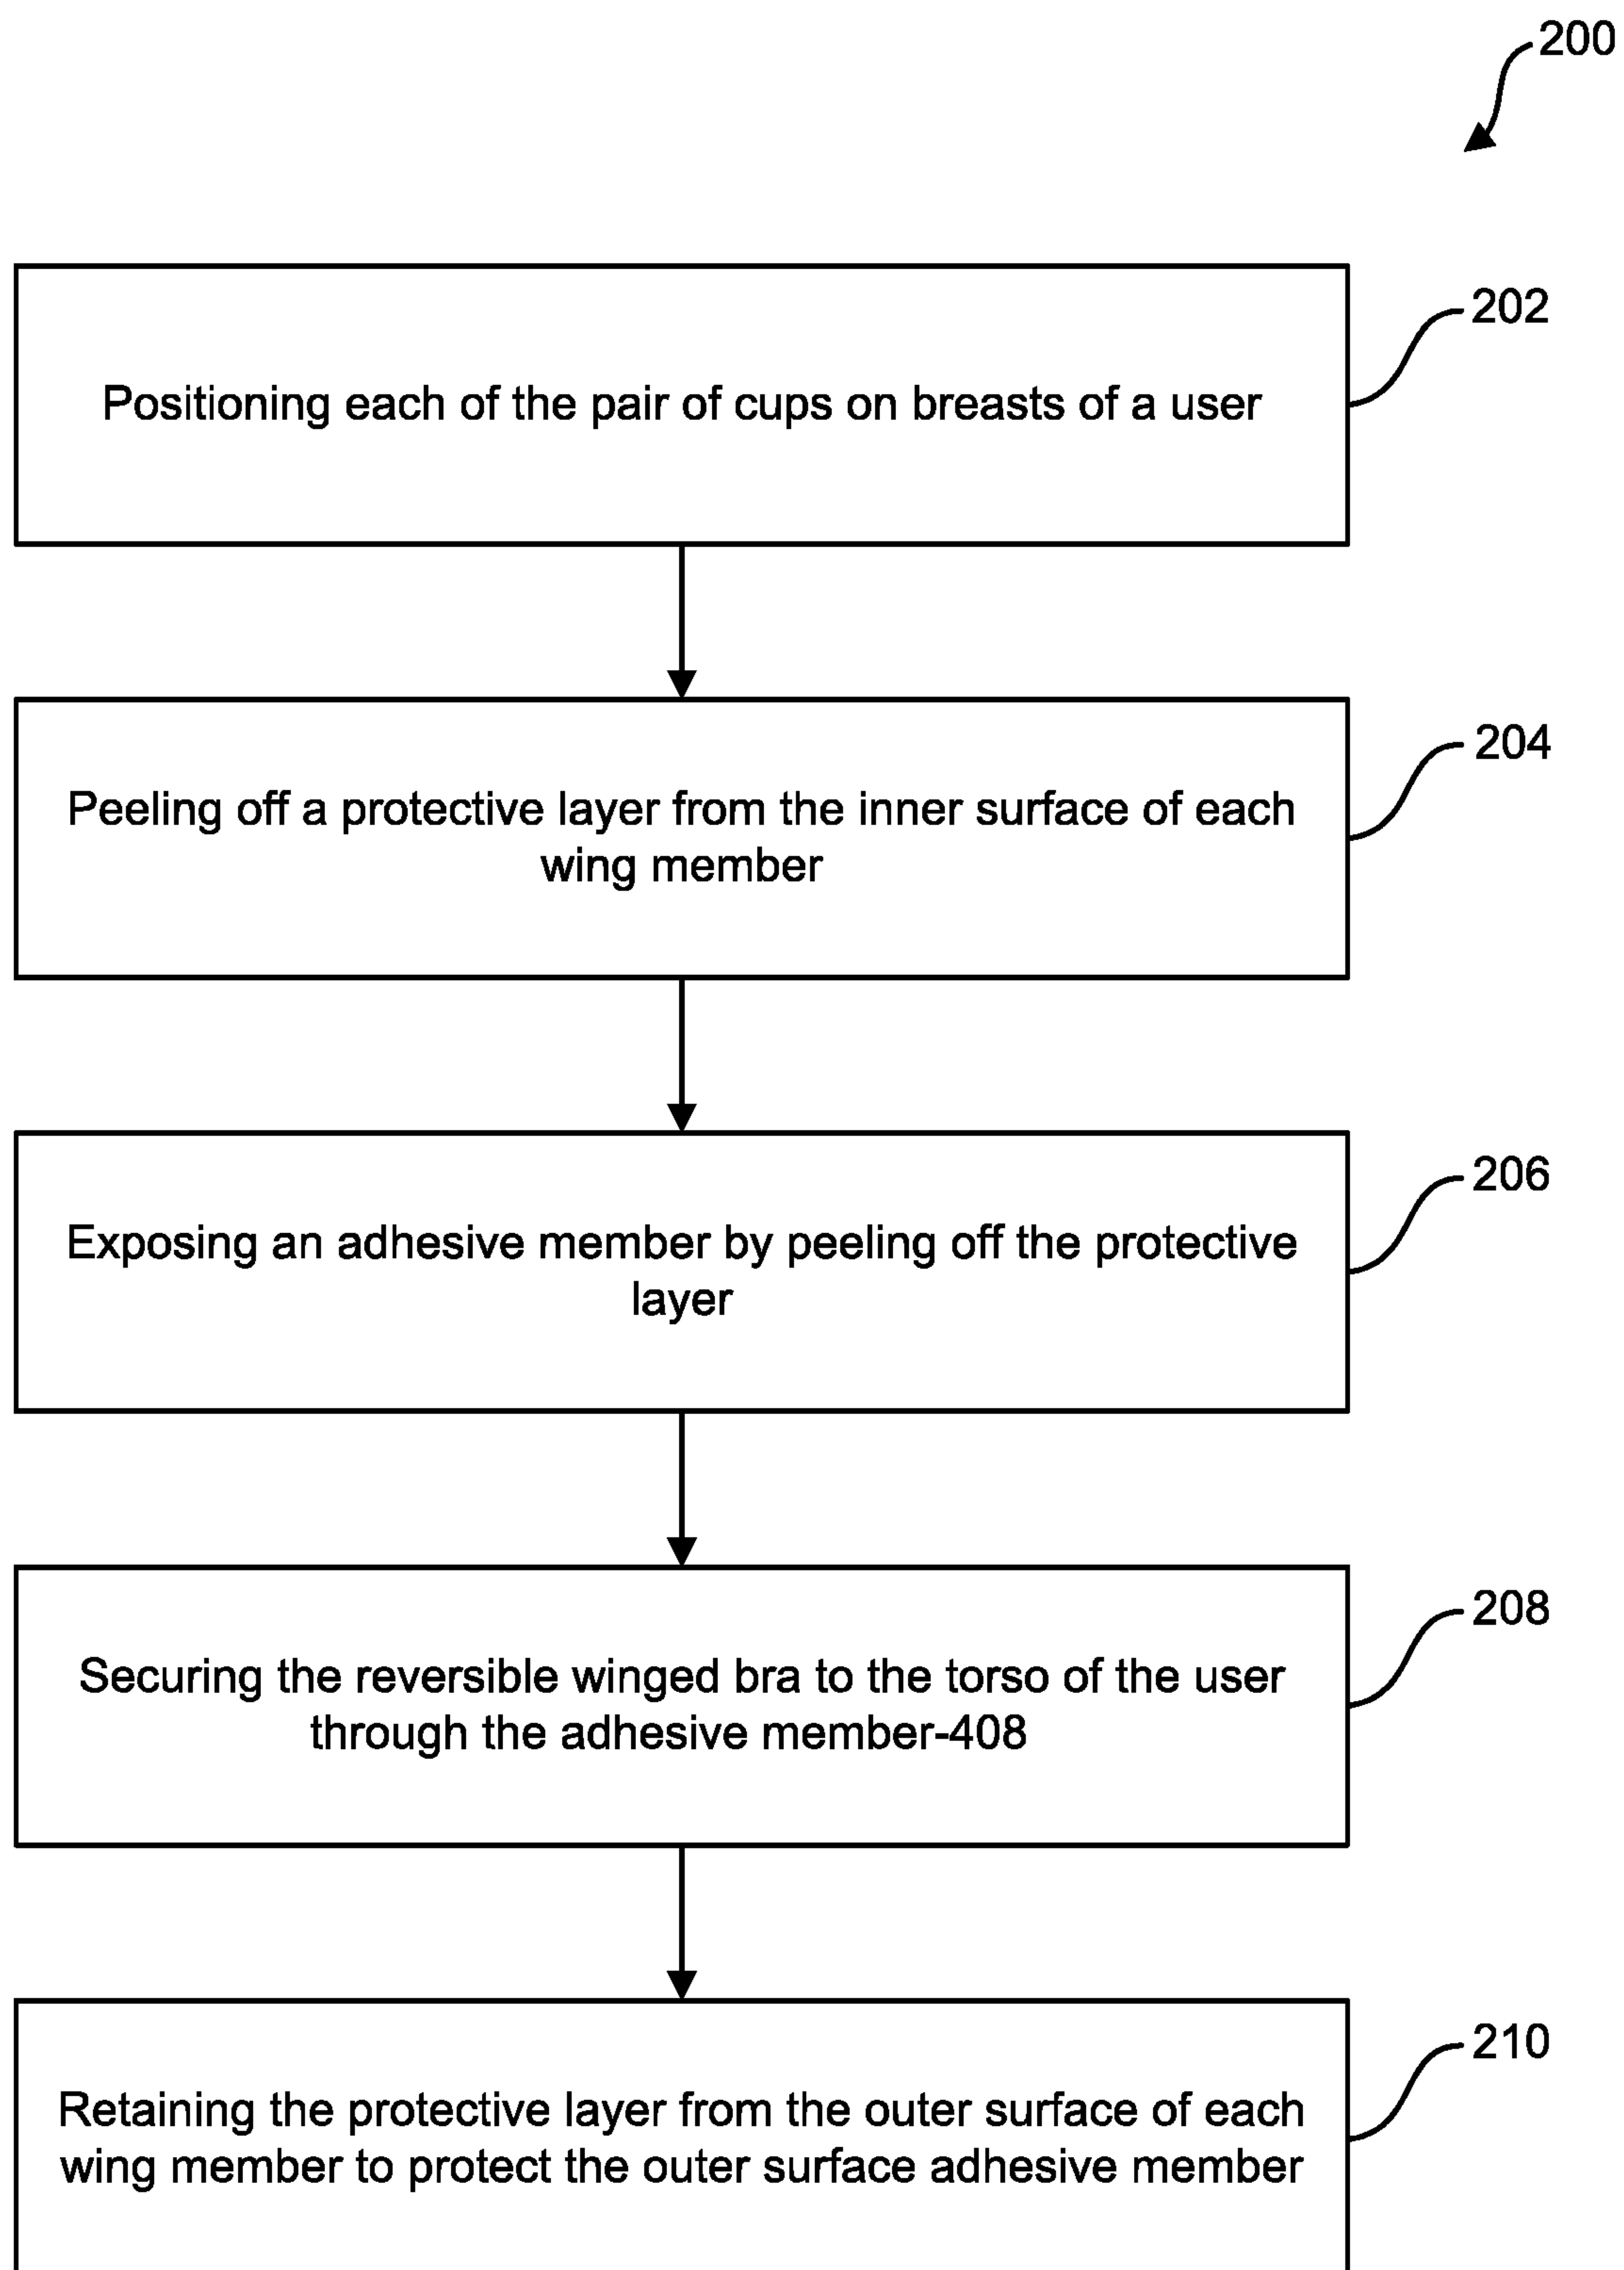 200
202
Positioning each of the pair of cups on breasts of a user
204
Peeling off a protective layer from the inner surface of each
wing member
206
Exposing an adhesive member by peeling off the protective
layer
208
Securing the reversible winged bra to the torso of the user
through the adhesive member-408
210
Retaining the protective layer from the outer surface of each
wing member to protect the outer surface adhesive member